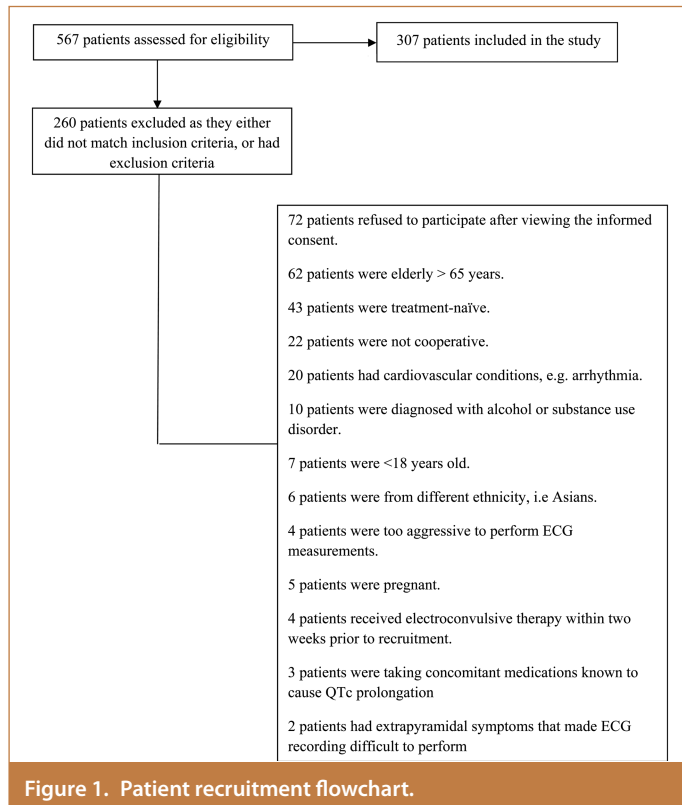 567 patients assessed for eligibility
307 patients included in the study
260 patients excluded as they either
did not match inclusion criteria, or had
exclusion criteria
72 patients refused to participate after viewing the informed
consent.
62 patients were elderly > 65 years.
43 patients were treatment-naïve.
22 patients were not cooperative.
20 patients had cardiovascular conditions, e.g. arrhythmia.
10 patients were diagnosed with alcohol or substance use
disorder.
7 patients were <18 years old.
6 patients were from different ethnicity, i.e Asians.
4 patients were too aggressive to perform ECG
measurements.
5 patients were pregnant.
4 patients received electroconvulsive therapy within two
weeks prior to recruitment.
3 patients were taking concomitant medications known to
cause QTc prolongation
2 patients had extrapyramidal symptoms that made ECG
recording difficult to perform
Figure 1. Patient recruitment flowchart.